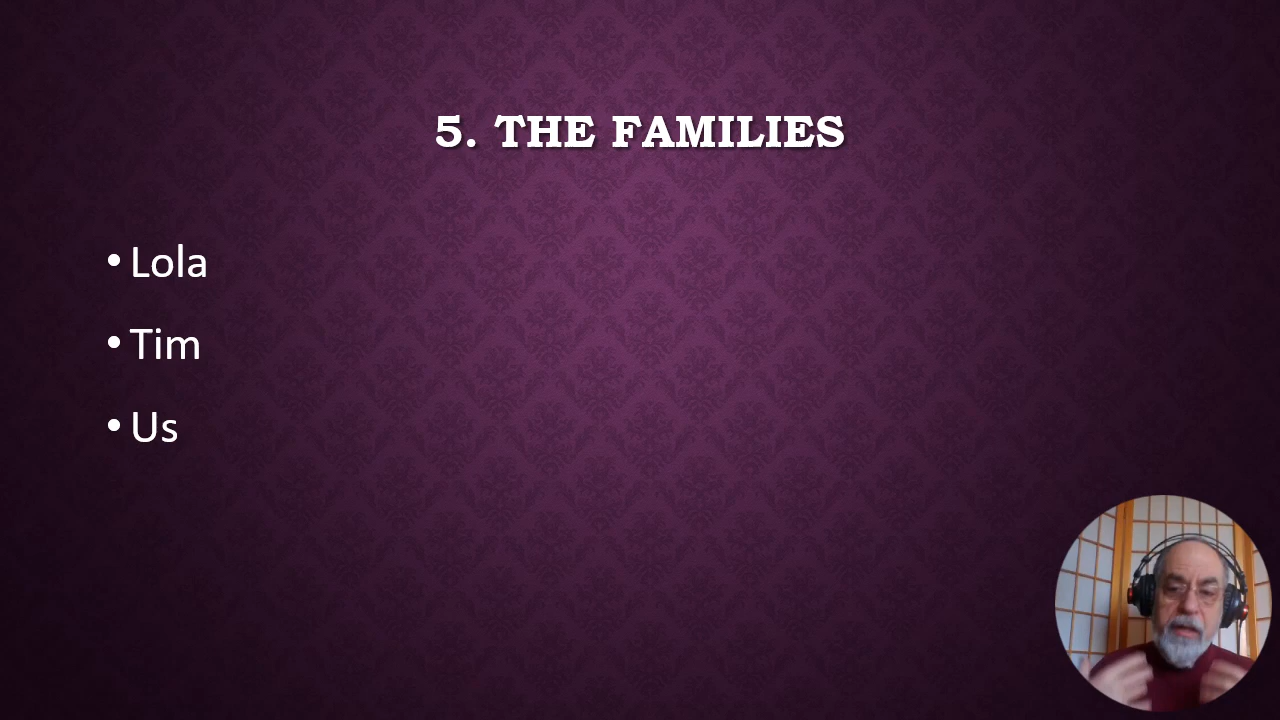 5. THE FAMILIES
• Lola
• Tim
• Us